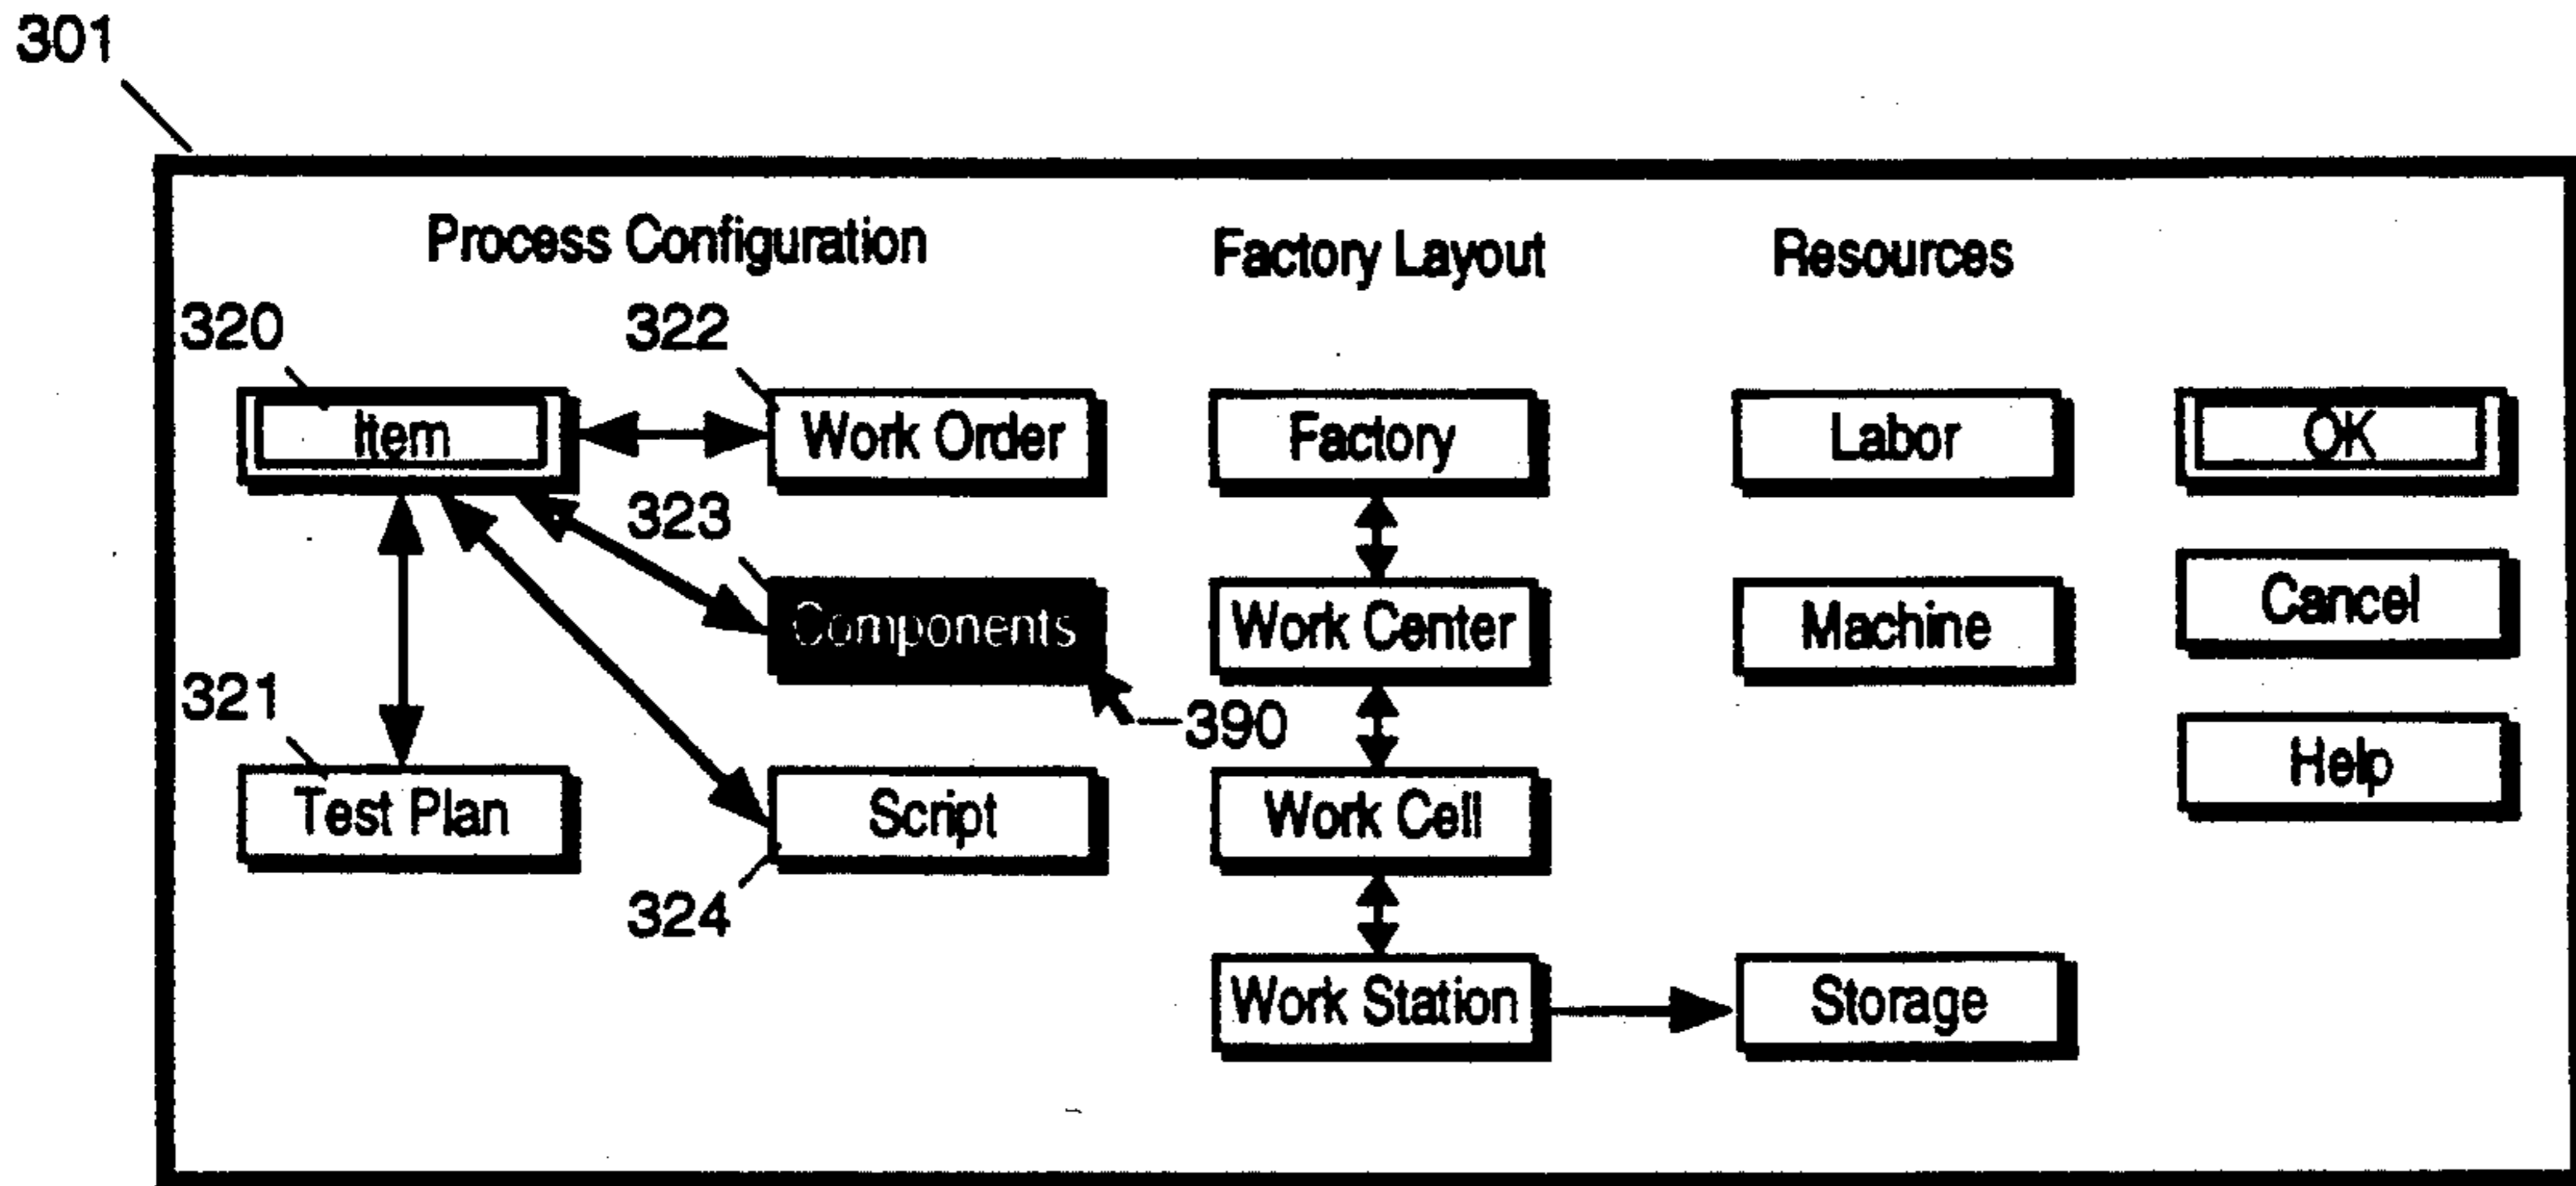 301
Process Configuration
Factory Layout
Resources
320
322
Item
Work Order
Factory
Labor
OK
323
Components
Work Center
Machine
Cancel
321
390
Test Plan
Script
Work Cell
Help
324
Work Station
Storage